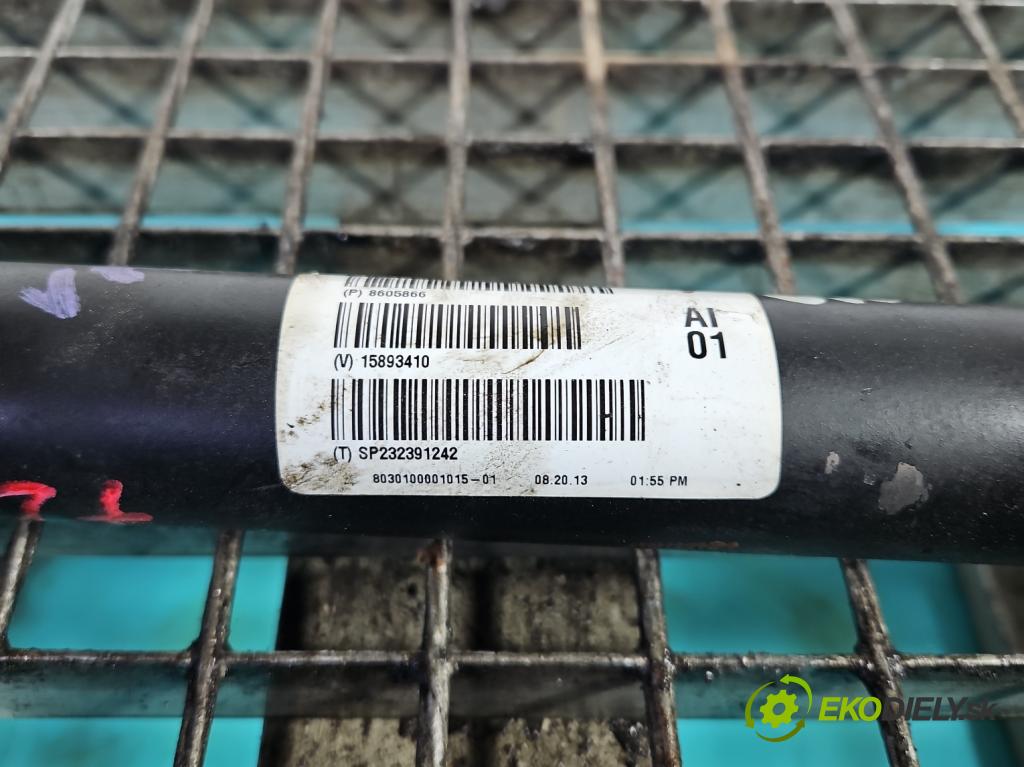 (P) 8605866
(V) 15893410
AI
01
(T) SP232391242
8030100001015-01 08.20.13 01:55 PM
EKODIELY.sk